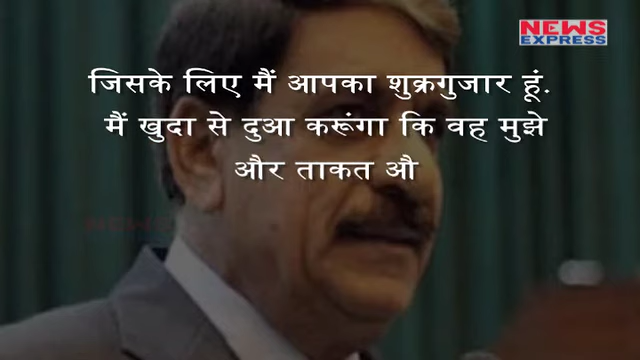 NEWS
EXPRESS
जिसके लिए मैं आपका शुक्रगुजार हूं.
मैं खुदा से दुआ करूंगा कि वह मुझे
और ताकत औ